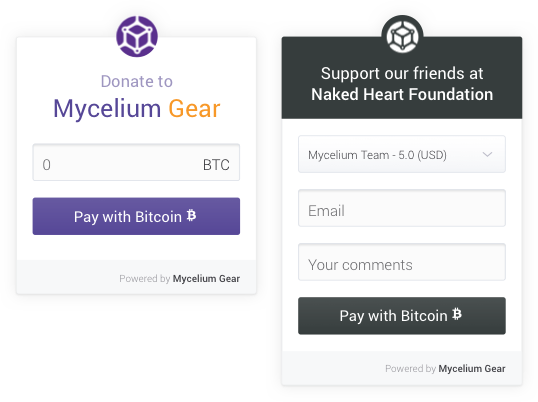 Donate to
Mycelium Gear
0 BTC
Pay with Bitcoin
Powered by Mycelium Gear
Support our friends at
Naked Heart Foundation
Mycelium Team - 5.0 (USD)
Email
Your comments
Pay with Bitcoin
Powered by Mycelium Gear